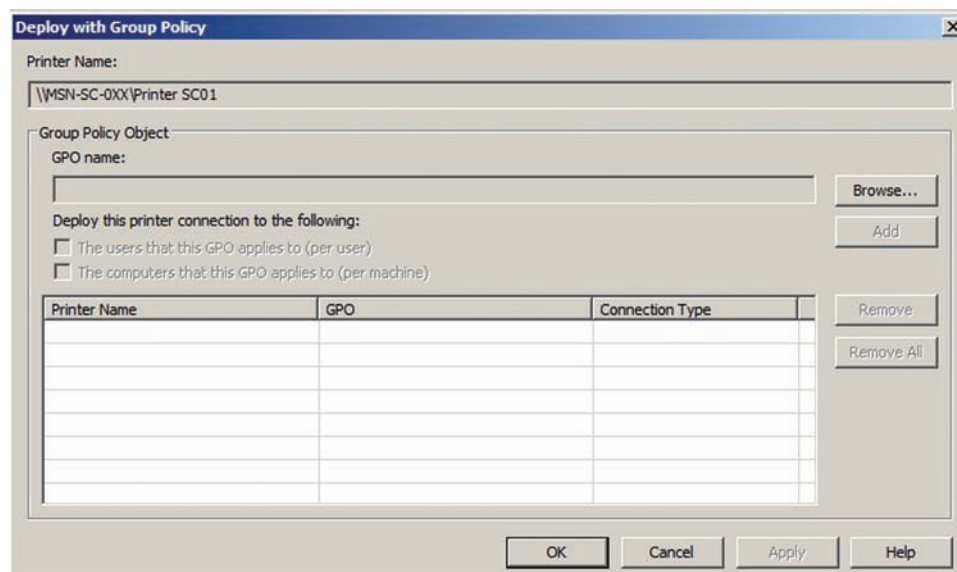 Deploy with Group Policy
Printer Name:
\\MSN-SC-0XX\Printer SC01
Group Policy Object
GPO name:
Browse...
Deploy this printer connection to the following:
Add
The users that this GPO applies to (per user)
The computers that this GPO applies to (per machine)
Printer Name GPO Connection Type
Remove
Remove All
OK Cancel Apply Help